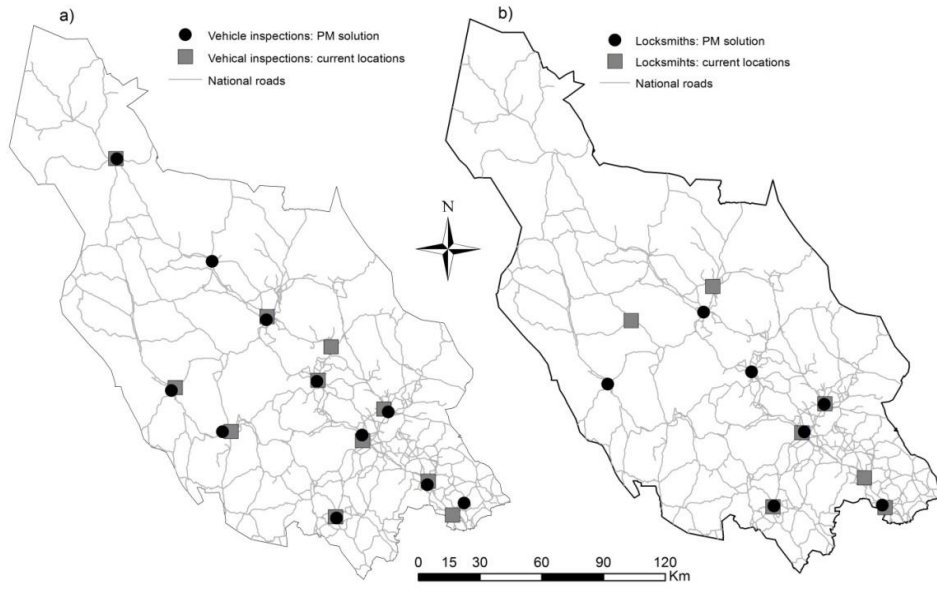 a)
Vehicle inspections: PM solution
Vehical inspections: current locations
National roads
b)
Locksmiths: PM solution
Locksmihts: current locations
National roads
N
0 15 30 60 90 120
Km